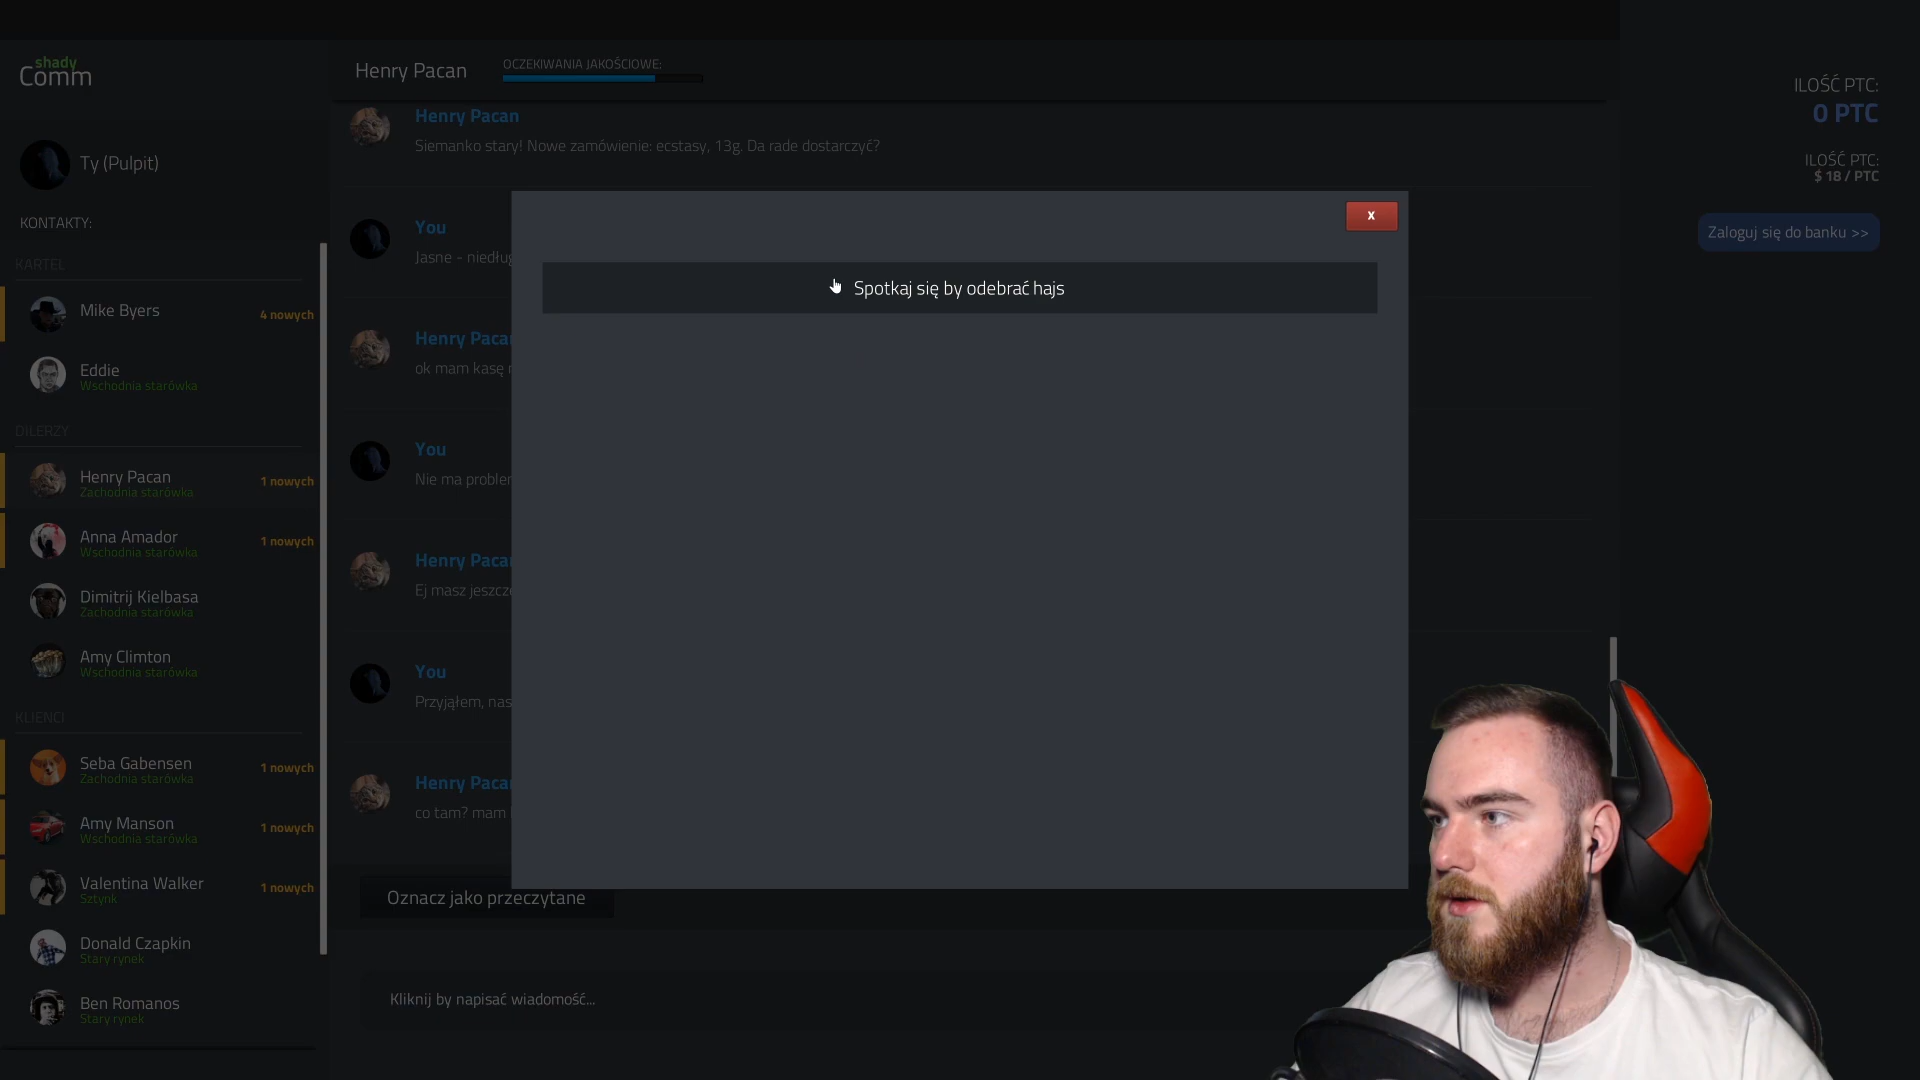 shady
Comm
Ty (Pulpit)
KONTAKTY:
KARTEL
Mike Byers
4 nowych
Eddie
Wschodnia starówka
DILERZY
Henry Pacan
Zachodnia starówka
1 nowych
Anna Amador
Wschodnia starówka
1 nowych
Dimitrij Kielbasa
Zachodnia starówka
Amy Climton
Wschodnia starówka
KLIENCI
Seba Gabensen
Zachodnia starówka
1 nowych
Amy Manson
Wschodnia starówka
1 nowych
Valentina Walker
Sztynk
1 nowych
Donald Czapkin
Stary rynek
Ben Romanos
Stary rynek
Henry Pacan
OCZEKIWANIA JAKOŚCIOWE:
Henry Pacan
Siemanko stary! Nowe zamówienie: ecstasy, 13g. Da rade dostarczyć?
You
Jasne - niedług
Henry Pacan
ok mam kasę
You
Nie ma problem
Henry Pacan
Ej masz jeszcze
You
Przyjąłem, nas
Henry Pacan
co tam? mam
Oznacz jako przeczytane
Kliknij by napisać wiadomość...
x
Spotkaj się by odebrać hajs
ILOŚĆ PTC:
0 PTC
ILOŚĆ PTC:
$ 18 / PTC
Zaloguj się do banku >>